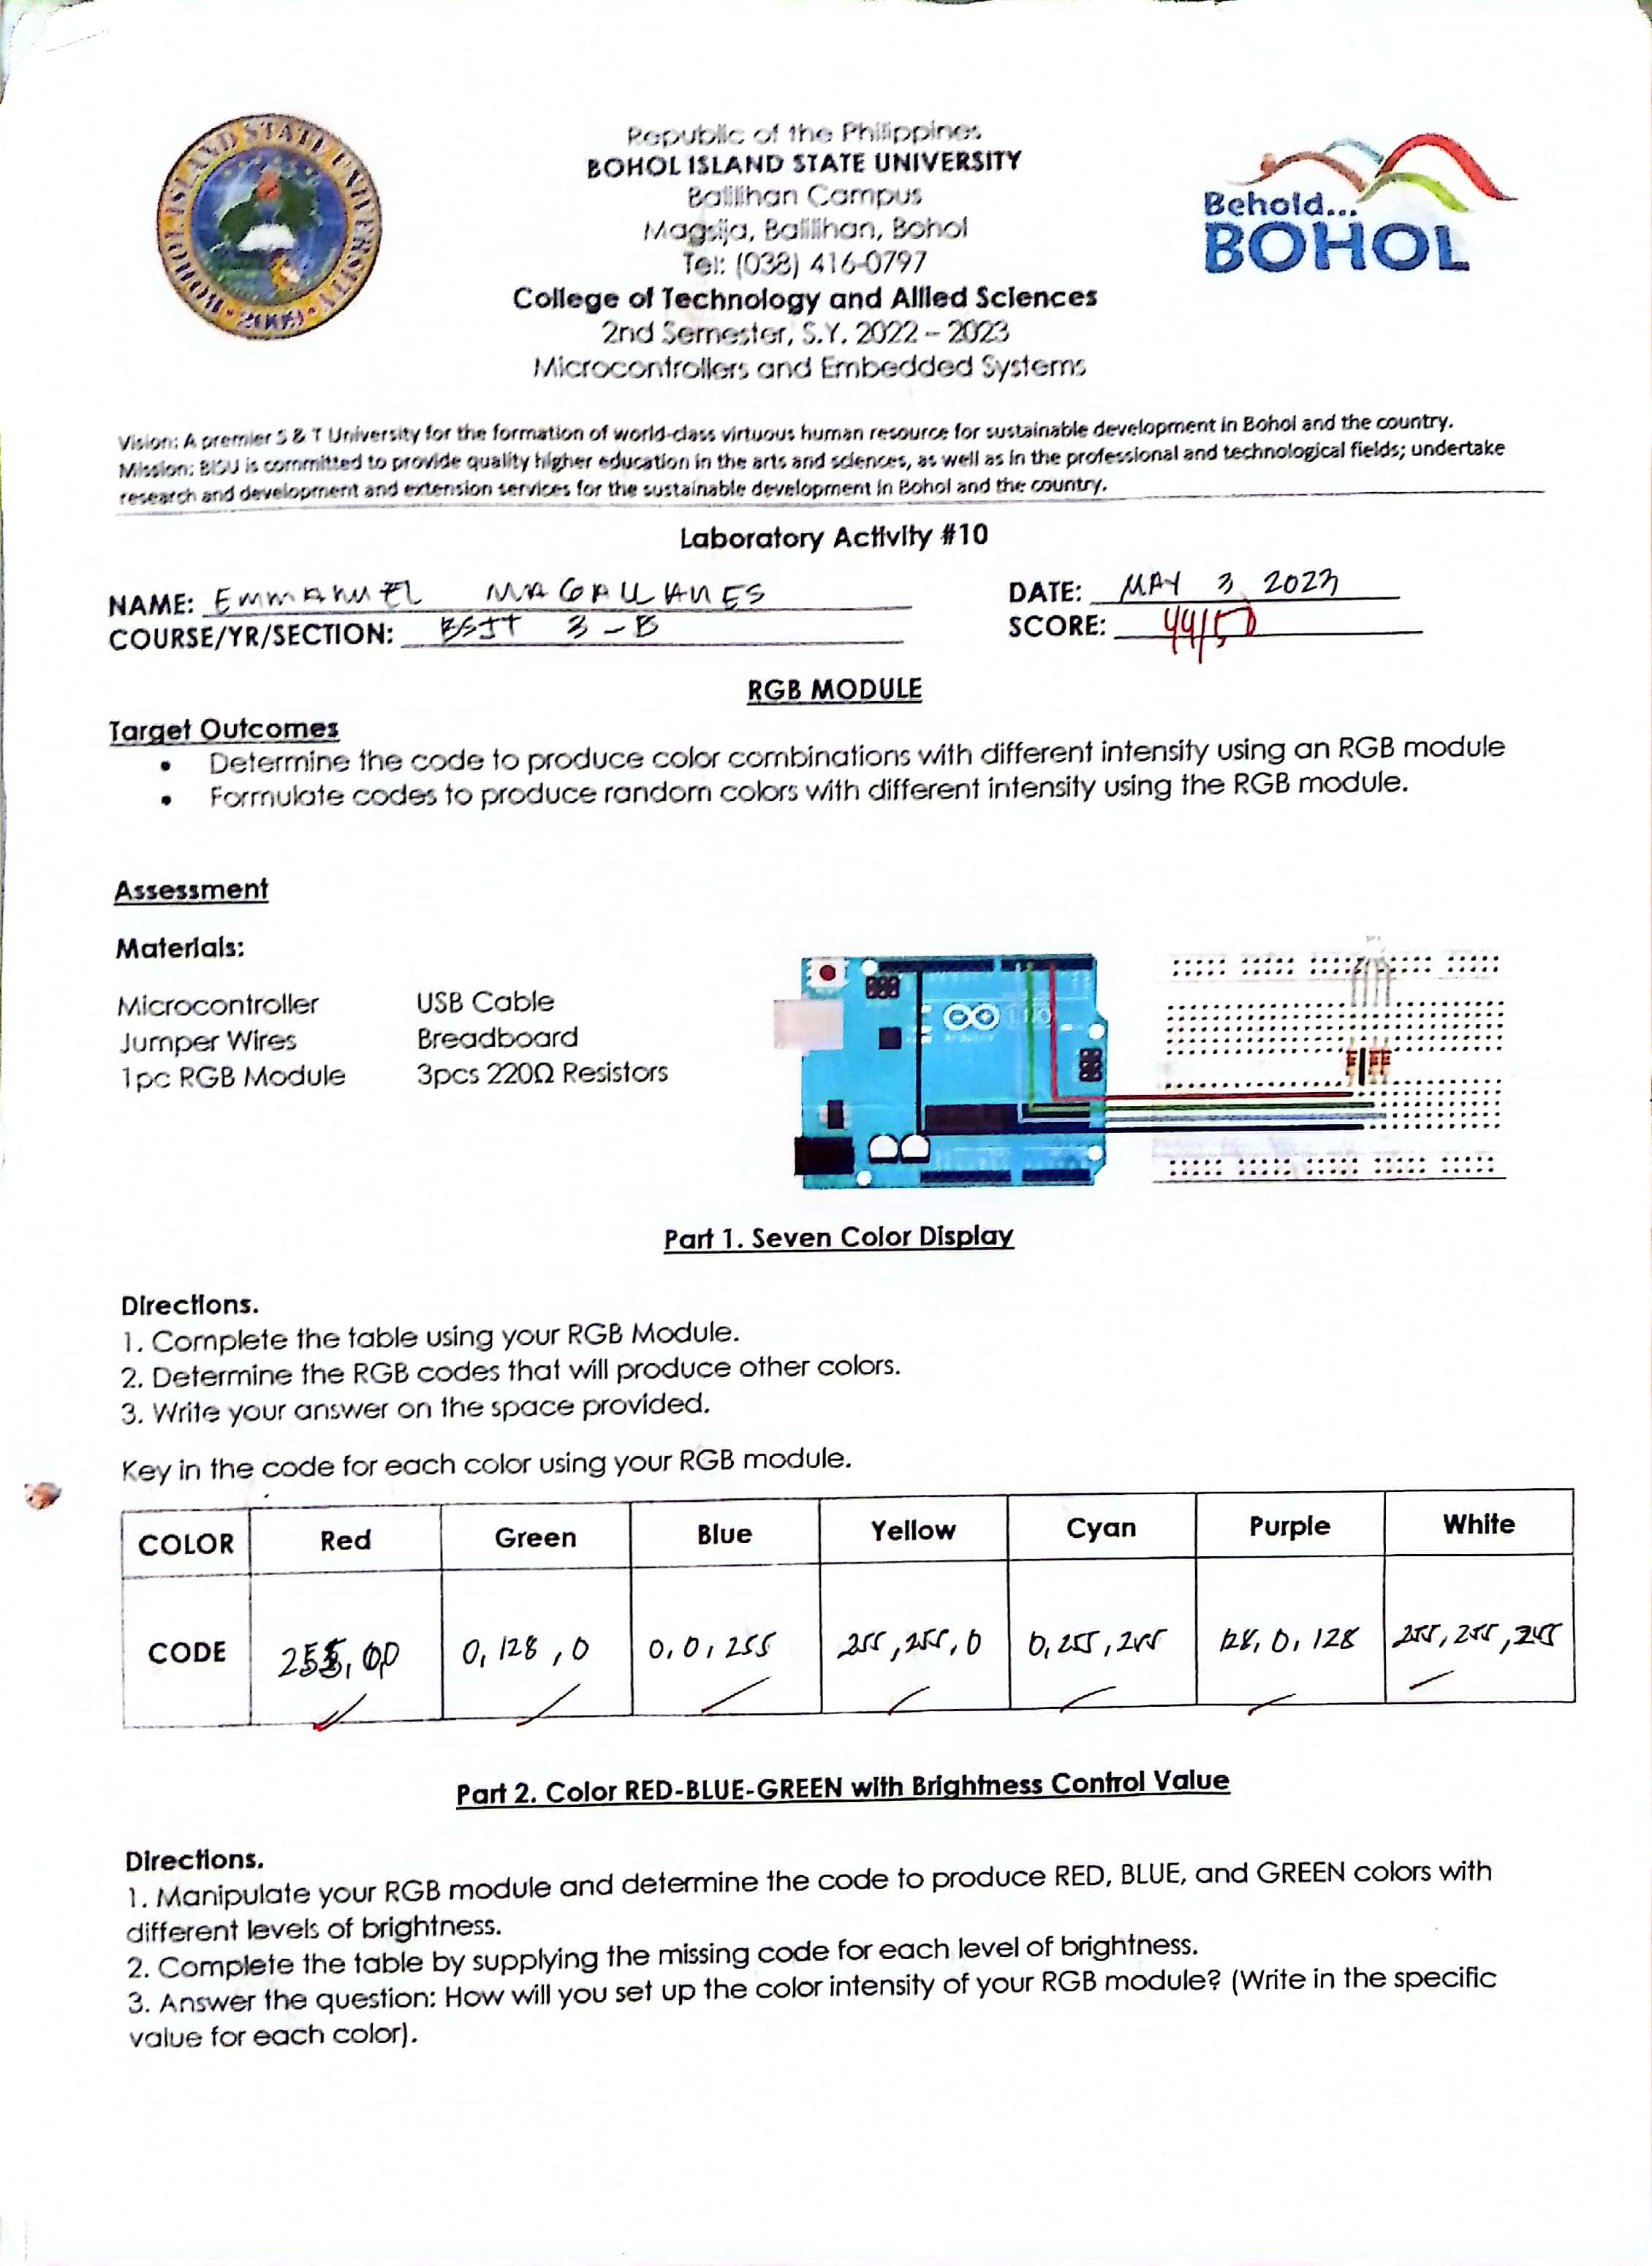 BOHOL ISLAND STATE UNIVERSITY
2009
Republic of the Philippines
BOHOL ISLAND STATE UNIVERSITY
Balilihan Campus
Magsija, Balilihan, Bohol
Tel: (038) 416-0797
College of Technology and Allied Sciences
2nd Semester, S.Y. 2022 – 2023
Microcontrollers and Embedded Systems
Behold...
BOHOL
Vision: A premier S & T University for the formation of world-class virtuous human resource for sustainable development in Bohol and the country.
Mission: BISU is committed to provide quality higher education in the arts and sciences, as well as in the professional and technological fields; undertake
research and development and extension services for the sustainable development in Bohol and the country.
Laboratory Activity #10
NAME: EMMANUEL MAGALLANES DATE: MAY 3, 2023
COURSE/YR/SECTION: BSIT 3-B SCORE: 44/50
RGB MODULE
Target Outcomes
• Determine the code to produce color combinations with different intensity using an RGB module
• Formulate codes to produce random colors with different intensity using the RGB module.
Assessment
Materials:
Microcontroller USB Cable
Jumper Wires Breadboard
1pc RGB Module 3pcs 220Ω Resistors
Part 1. Seven Color Display
Directions.
1. Complete the table using your RGB Module.
2. Determine the RGB codes that will produce other colors.
3. Write your answer on the space provided.
Key in the code for each color using your RGB module.
COLOR Red Green Blue Yellow Cyan Purple White
CODE 255, 0,0 0, 128, 0 0, 0, 255 255, 255, 0 0, 255, 255 128, 0, 128 255, 255, 255
Part 2. Color RED-BLUE-GREEN with Brightness Control Value
Directions.
1. Manipulate your RGB module and determine the code to produce RED, BLUE, and GREEN colors with
different levels of brightness.
2. Complete the table by supplying the missing code for each level of brightness.
3. Answer the question: How will you set up the color intensity of your RGB module? (Write in the specific
value for each color).